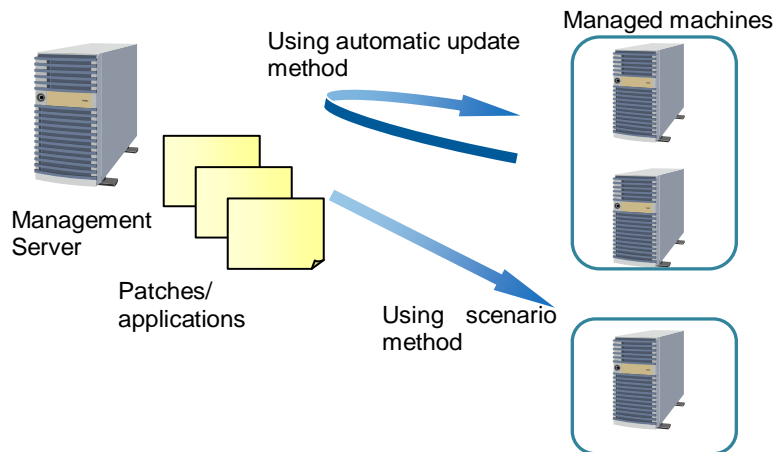 Managed machines
Using automatic update
method
Management
Server
Patches/
applications
Using scenario
method